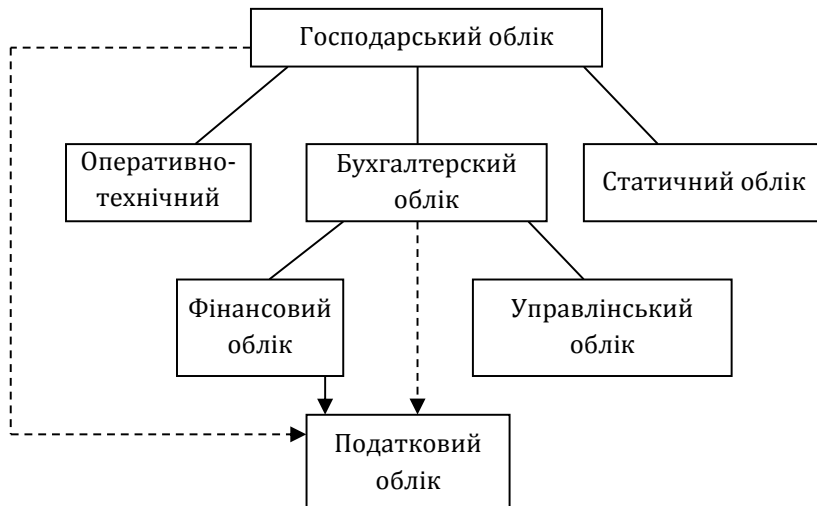 Господарський облік
Оперативно-
технічний
Бухгалтерский
облік
Статичний облік
Фінансовий
облік
Управлінський
облік
Податковий
облік